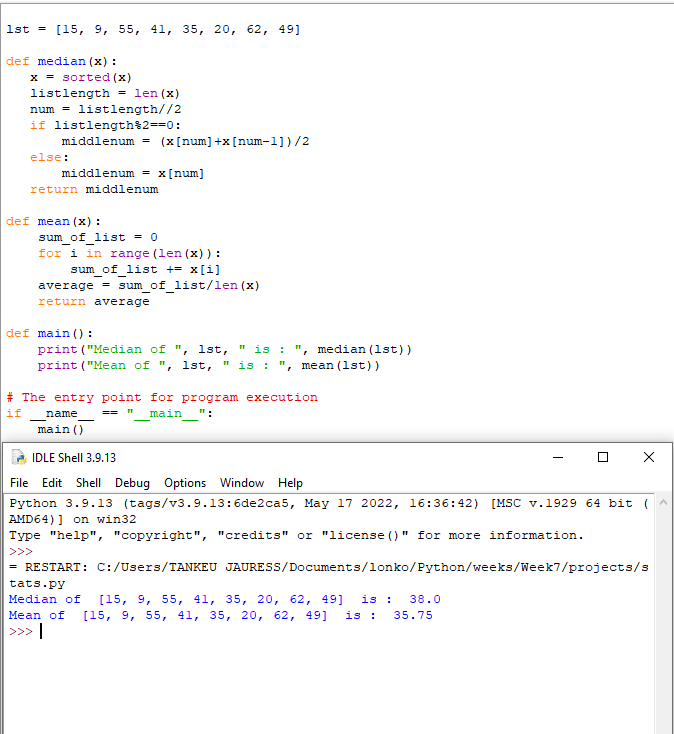 lst = [15, 9, 55, 41, 35, 20, 62, 49]
def median(x):
x = sorted(x)
listlength = len(x)
num = listlength//2
if listlength%2==0:
middlenum = (x[num]+x[num-1])/2
else:
middlenum = x[num]
return middlenum
def mean(x):
sum_of_list = 0
for i in range(len(x)):
sum_of_list += x[i]
average = sum_of_list/len(x)
return average
def main():
print("Median of ", lst, " is : ", median(lst))
print("Mean of ", lst, " is : ", mean(lst))
# The entry point for program execution
if __name__ == "__main__":
main()
IDLE Shell 3.9.13
File Edit Shell Debug Options Window Help
Python 3.9.13 (tags/v3.9.13:6de2ca5, May 17 2022, 16:36:42) [MSC v.1929 64 bit (
AMD64)] on win32
Type "help", "copyright", "credits" or "license()" for more information.
>>>
= RESTART: C:/Users/TANKEU JAURESS/Documents/lonko/Python/weeks/Week7/projects/s
tats.py
Median of  [15, 9, 55, 41, 35, 20, 62, 49]  is :  38.0
Mean of  [15, 9, 55, 41, 35, 20, 62, 49]  is :  35.75
>>>